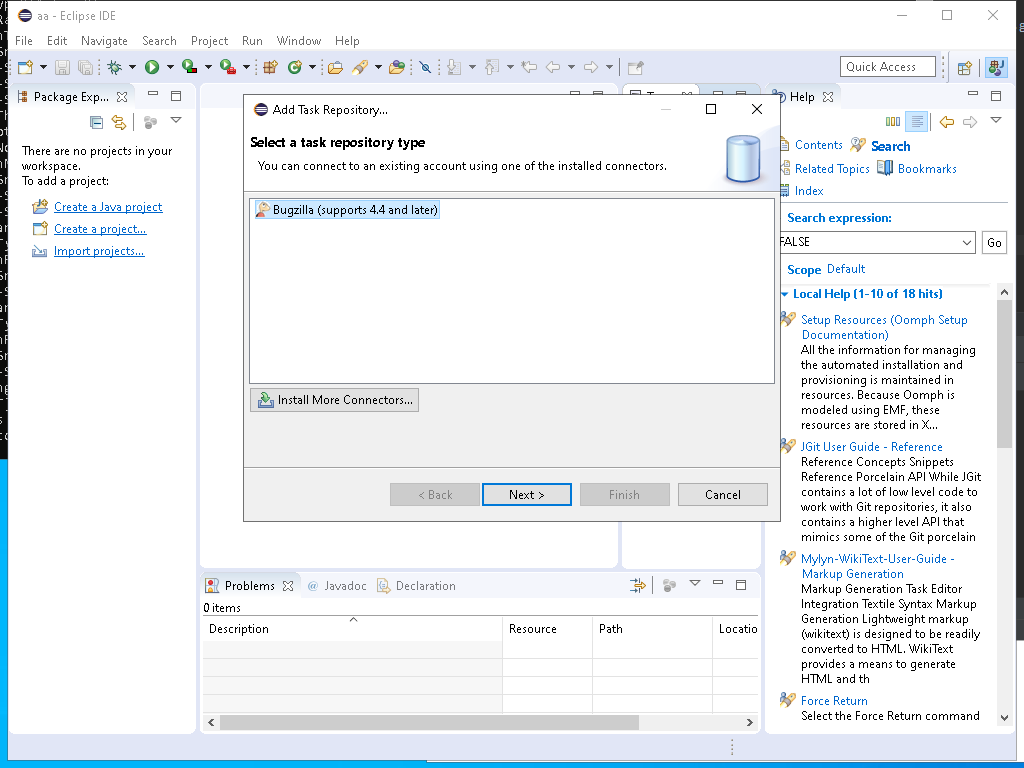 aa - Eclipse IDE
File Edit Navigate Search Project Run Window Help
Quick Access
Package Exp...
There are no projects in your
workspace.
To add a project:
Create a Java project
Create a project...
Import projects...
Add Task Repository...
Select a task repository type
You can connect to an existing account using one of the installed connectors.
Bugzilla (supports 4.4 and later)
Install More Connectors...
< Back
Next >
Finish
Cancel
Problems
@ Javadoc
Declaration
0 items
Description
Resource
Path
Locatio
Help
Contents
Search
Related Topics
Bookmarks
Index
Search expression:
FALSE
Go
Scope Default
Local Help (1-10 of 18 hits)
Setup Resources (Oomph Setup
Documentation)
All the information for managing
the automated installation and
provisioning is maintained in
resources. Because Oomph is
modeled using EMF, these
resources are stored in X...
JGit User Guide - Reference
Reference Concepts Snippets
Reference Porcelain API While JGit
contains a lot of low level code to
work with Git repositories, it also
contains a higher level API that
mimics some of the Git porcelain
Mylyn-WikiText-User-Guide -
Markup Generation
Markup Generation Task Editor
Integration Textile Syntax Markup
Generation Lightweight markup
(wikitext) is designed to be readily
converted to HTML. WikiText
provides a means to generate
HTML and th
Force Return
Select the Force Return command